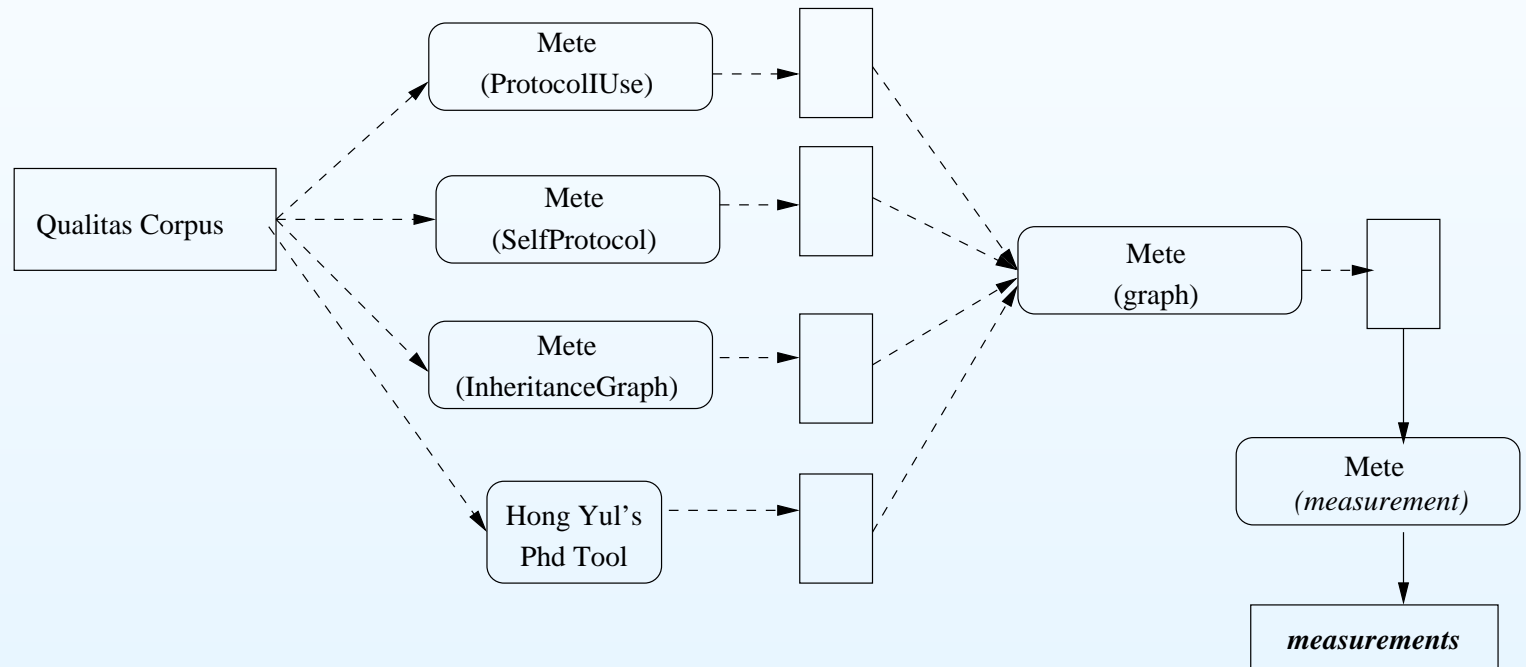 Mete
(ProtocolIUse)
Qualitas Corpus
Mete
(SelfProtocol)
Mete
(graph)
Mete
(InheritanceGraph)
Mete
(measurement)
Hong Yul's
Phd Tool
measurements